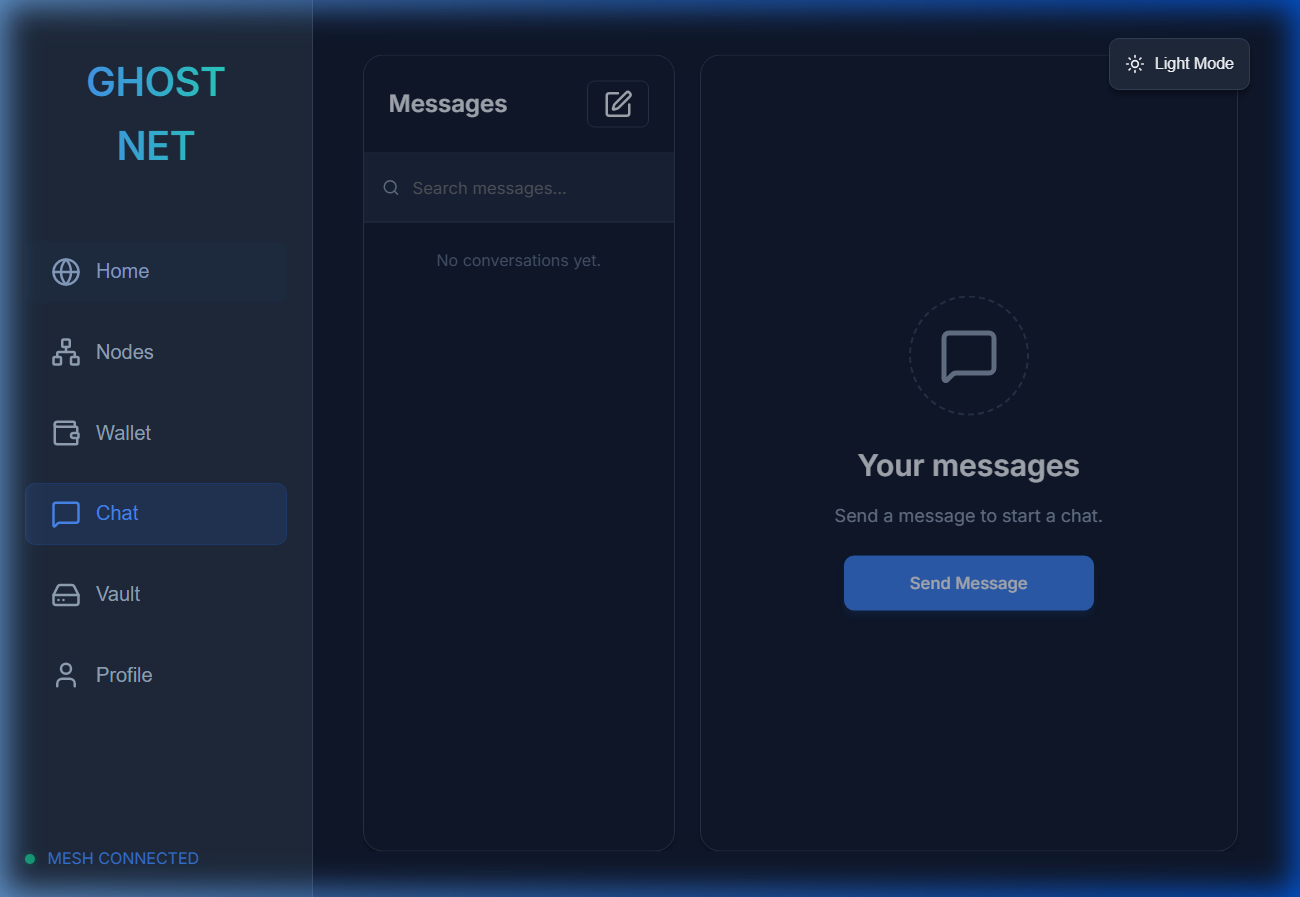 GHOST
NET
Home
Nodes
Wallet
Chat
Vault
Profile
MESH CONNECTED
Messages
Search messages...
No conversations yet.
Light Mode
Your messages
Send a message to start a chat.
Send Message